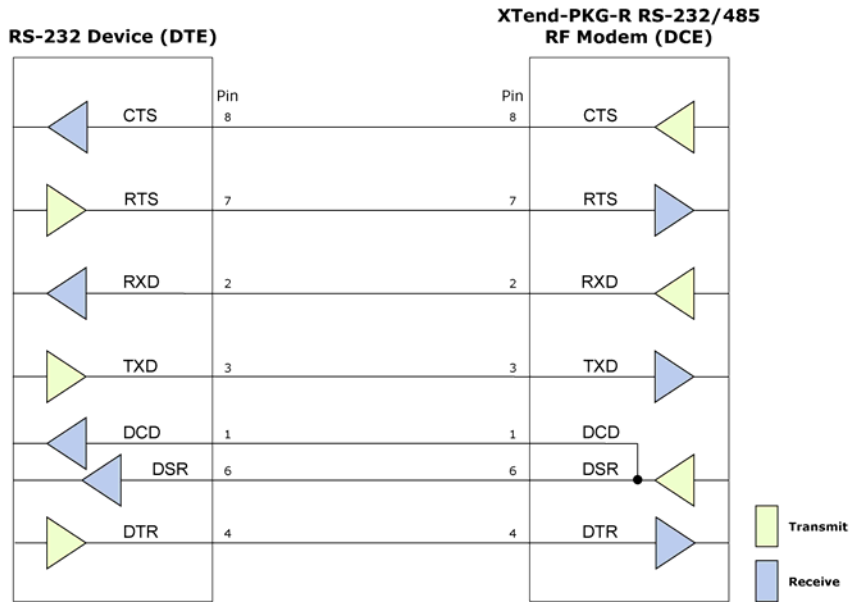 XTend-PKG-R RS-232/485
RS-232 Device (DTE) RF Modem (DCE)
Pin Pin
CTS 8 8 CTS
RTS 7 7 RTS
RXD 2 2 RXD
TXD 3 3 TXD
DCD 1 1 DCD
DSR 6 6 DSR
DTR 4 4 DTR
Transmit
Receive